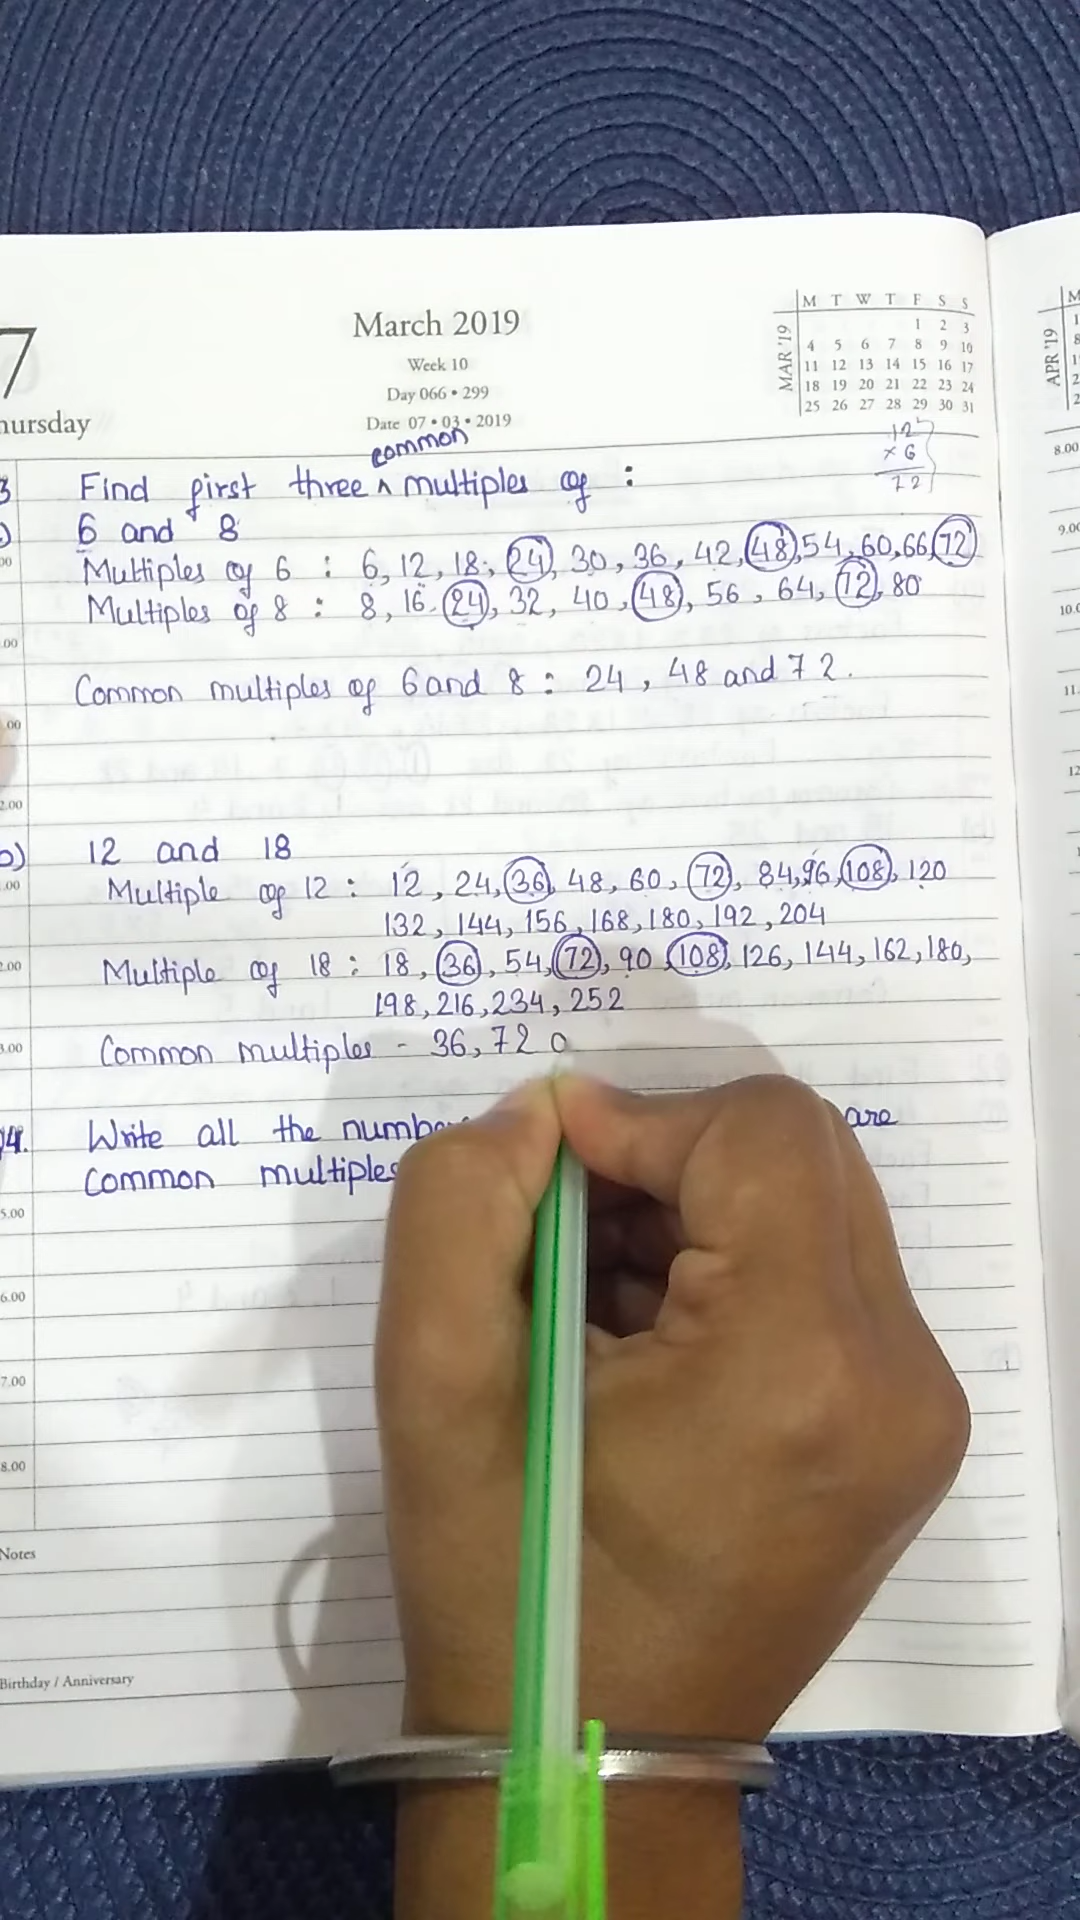 7
March 2019
Week 10
Day 066 • 299
Date 07 • 03 • 2019
M T W T F S S
MAR '19
1 2 3
4 5 6 7 8 9 10
11 12 13 14 15 16 17
18 19 20 21 22 23 24
25 26 27 28 29 30 31
APR '19
M
12
× 6
72
common
3 Find first three ^ multiples of :
6 and 8
Multiples of 6 : 6, 12, 18, 24, 30, 36, 42, 48, 54, 60, 66, 72
Multiples of 8 : 8, 16, 24, 32, 40, 48, 56, 64, 72, 80
Common multiples of 6 and 8 : 24, 48 and 72.
b) 12 and 18
Multiple of 12 : 12, 24, 36, 48, 60, 72, 84, 96, 108, 120
132, 144, 156, 168, 180, 192, 204
Multiple of 18 : 18, 36, 54, 72, 90, 108, 126, 144, 162, 180,
198, 216, 234, 252
Common multiples - 36, 72
4. Write all the are
Common multiples
8.00
Notes
Birthday / Anniversary